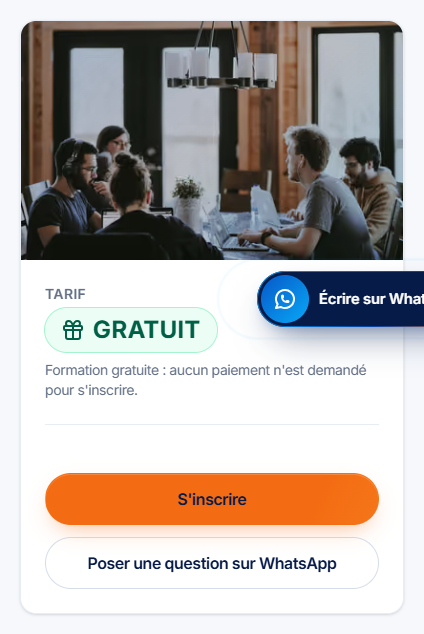 TARIF
Écrire sur What
GRATUIT
Formation gratuite : aucun paiement n'est demandé
pour s'inscrire.
S'inscrire
Poser une question sur WhatsApp